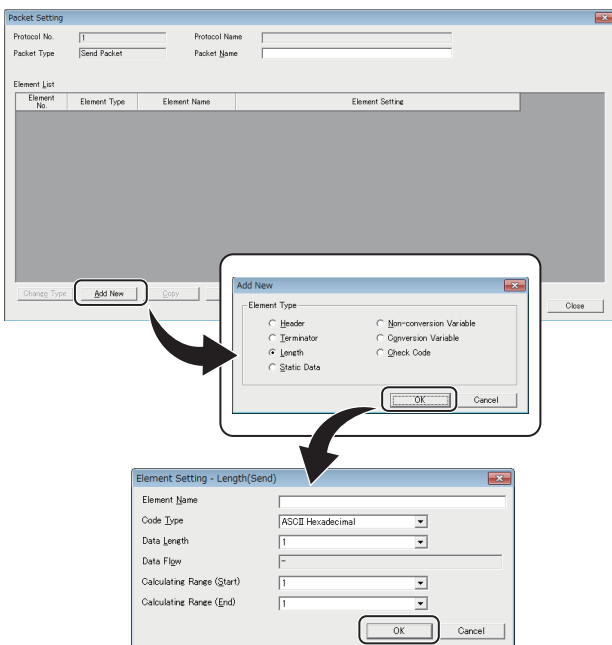 Packet Setting
Protocol No. 1 Protocol Name
Packet Type Send Packet Packet Name
Element List
Element No. Element Type Element Name Element Setting
Change Type Add New Copy Close
Add New
Element Type
Header Non-conversion Variable
Terminator Conversion Variable
Length Check Code
Static Data
OK Cancel
Element Setting - Length(Send)
Element Name
Code Type ASCII Hexadecimal
Data Length 1
Data Flow -
Calculating Range (Start) 1
Calculating Range (End) 1
OK Cancel